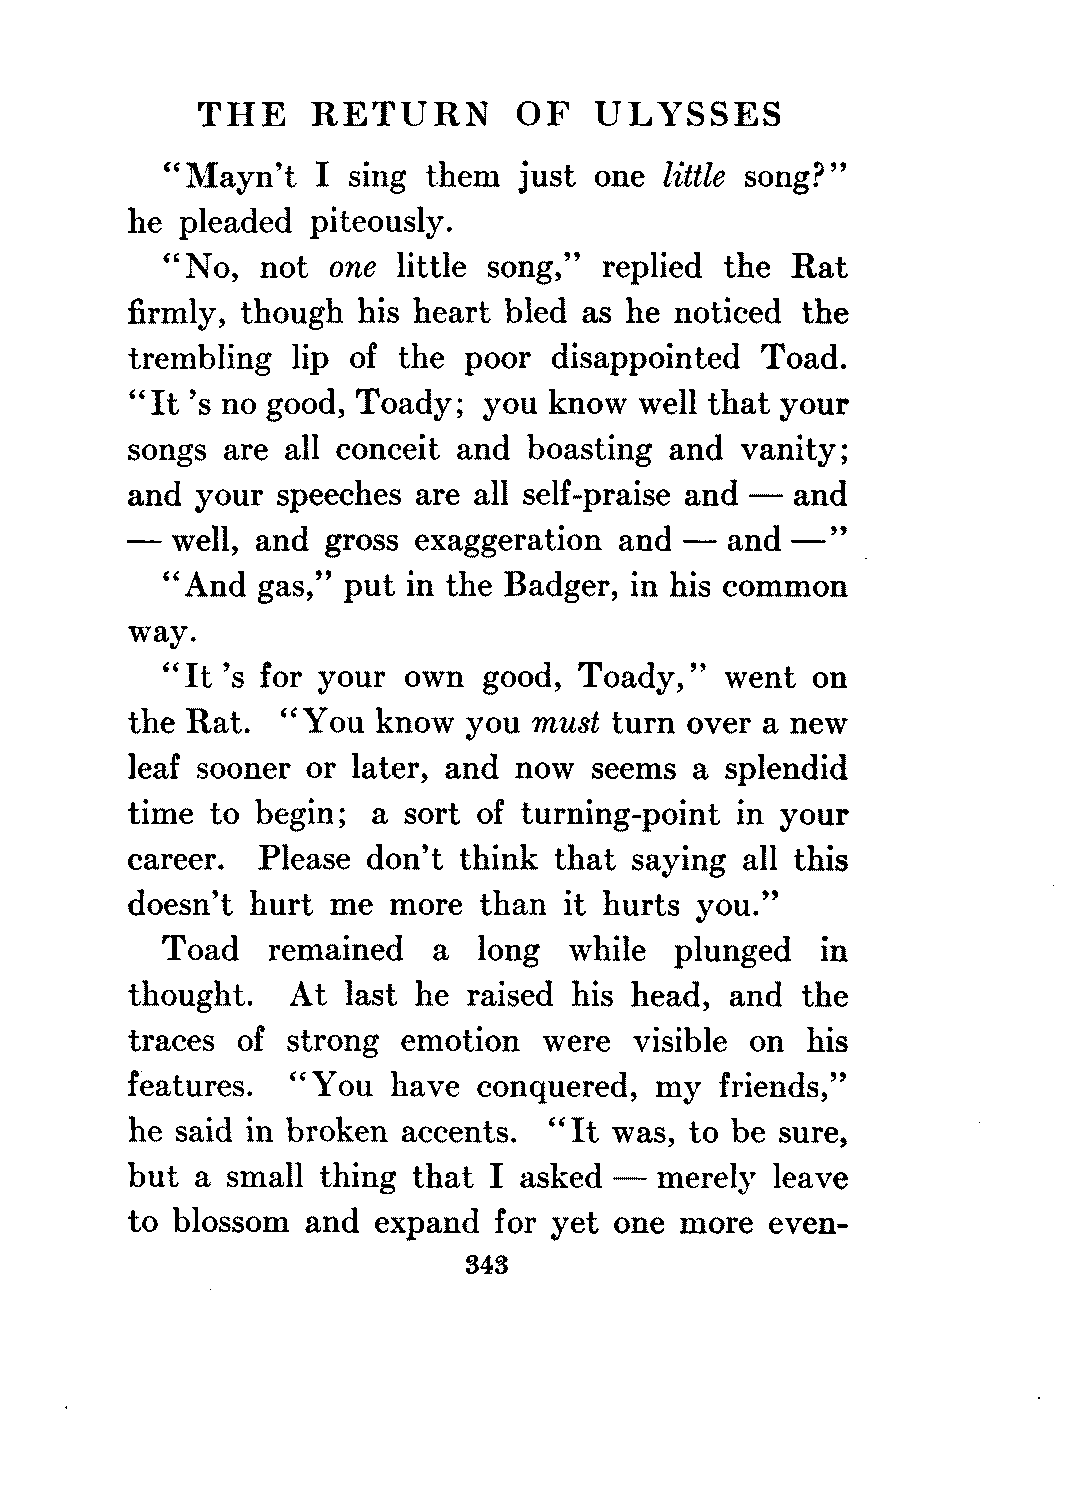 THE RETURN OF ULYSSES
“Mayn’t I sing them just one little song?”
he pleaded piteously.
“No, not one little song,” replied the Rat
firmly, though his heart bled as he noticed the
trembling lip of the poor disappointed Toad.
“It ’s no good, Toady; you know well that your
songs are all conceit and boasting and vanity;
and your speeches are all self-praise and — and
— well, and gross exaggeration and — and —”
“And gas,” put in the Badger, in his common
way.
“It ’s for your own good, Toady,” went on
the Rat. “You know you must turn over a new
leaf sooner or later, and now seems a splendid
time to begin; a sort of turning-point in your
career. Please don’t think that saying all this
doesn’t hurt me more than it hurts you.”
Toad remained a long while plunged in
thought. At last he raised his head, and the
traces of strong emotion were visible on his
features. “You have conquered, my friends,”
he said in broken accents. “It was, to be sure,
but a small thing that I asked — merely leave
to blossom and expand for yet one more even-
343